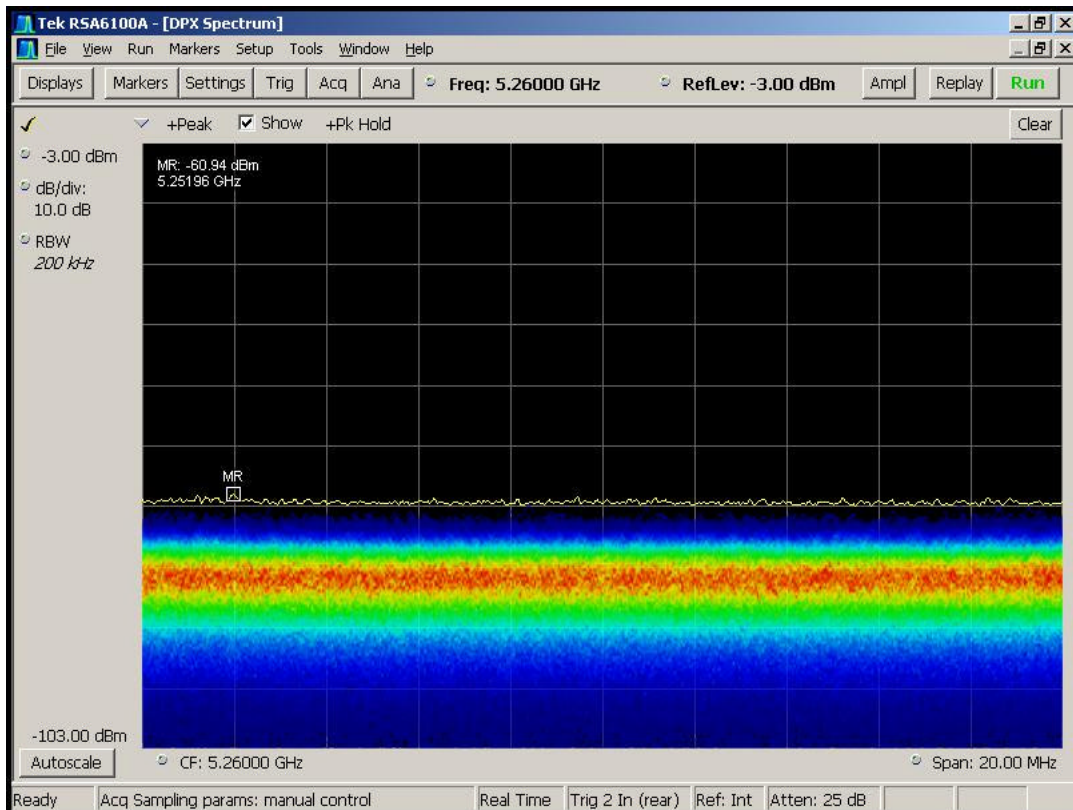 Tek RSA6100A - [DPX Spectrum]
File View Run Markers Setup Tools Window Help
Displays Markers Settings Trig Acq Ana Freq: 5.26000 GHz RefLev: -3.00 dBm Ampl Replay Run
+Peak Show +Pk Hold Clear
-3.00 dBm
dB/div:
10.0 dB
RBW
200 kHz
MR: -60.94 dBm
5.25196 GHz
MR
-103.00 dBm
Autoscale CF: 5.26000 GHz Span: 20.00 MHz
Ready Acq Sampling params: manual control Real Time Trig 2 In (rear) Ref: Int Atten: 25 dB